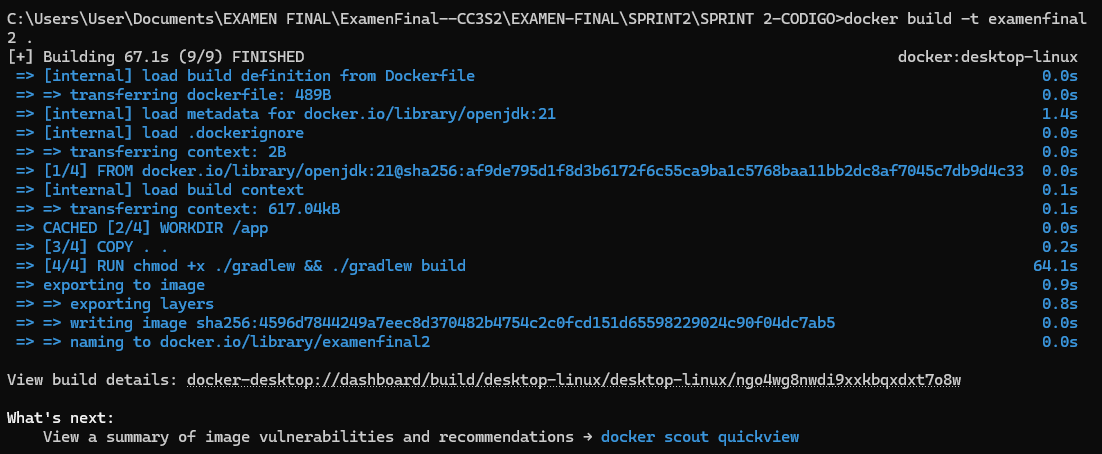 C:\Users\User\Documents\EXAMEN FINAL\ExamenFinal--CC3S2\EXAMEN-FINAL\SPRINT2\SPRINT 2-CODIGO>docker build -t examenfinal
2 .
[+] Building 67.1s (9/9) FINISHED docker:desktop-linux
=> [internal] load build definition from Dockerfile 0.0s
=> => transferring dockerfile: 489B 0.0s
=> [internal] load metadata for docker.io/library/openjdk:21 1.4s
=> [internal] load .dockerignore 0.0s
=> => transferring context: 2B 0.0s
=> [1/4] FROM docker.io/library/openjdk:21@sha256:af9de795d1f8d3b6172f6c55ca9ba1c5768baa11bb2dc8af7045c7db9d4c33 0.0s
=> [internal] load build context 0.1s
=> => transferring context: 617.04kB 0.1s
=> CACHED [2/4] WORKDIR /app 0.0s
=> [3/4] COPY . . 0.2s
=> [4/4] RUN chmod +x ./gradlew && ./gradlew build 64.1s
=> exporting to image 0.9s
=> => exporting layers 0.8s
=> => writing image sha256:4596d7844249a7eec8d370482b4754c2c0fcd151d65598229024c90f04dc7ab5 0.0s
=> => naming to docker.io/library/examenfinal2 0.0s
View build details: docker-desktop://dashboard/build/desktop-linux/desktop-linux/ngo4wg8nwdi9xxkbqxdxt7o8w
What's next:
View a summary of image vulnerabilities and recommendations → docker scout quickview